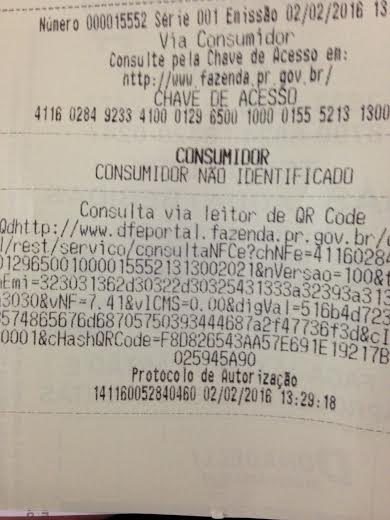 Número 000015552 Série 001 Emissão 02/02/2016 13
Via Consumidor
Consulte pela Chave de Acesso em:
http://www.fazenda.pr.gov.br/
CHAVE DE ACESSO
4116 0284 9233 4100 0129 6500 1000 0155 5213 1300
CONSUMIDOR
CONSUMIDOR NÃO IDENTIFICADO
Consulta via leitor de QR Code
Qdhttp://www.dfeportal.fazenda.pr.gov.br/
l/rest/servico/consultaNFCe?chNFe=41160284
01296500100001555213130020 21&nVersao=100&t
Emi=323031362d30322d30325431333a32393a31
3030&vNF=7.41&vICMS=0.00&digVal=516b4d723
574865676d68705750393444687a2f47736f3d&cI
0001&cHashQRCode=F8D826543AA57E691E19217B
025945A90
Protocolo de Autorização
141160052840460 02/02/2016 13:29:18